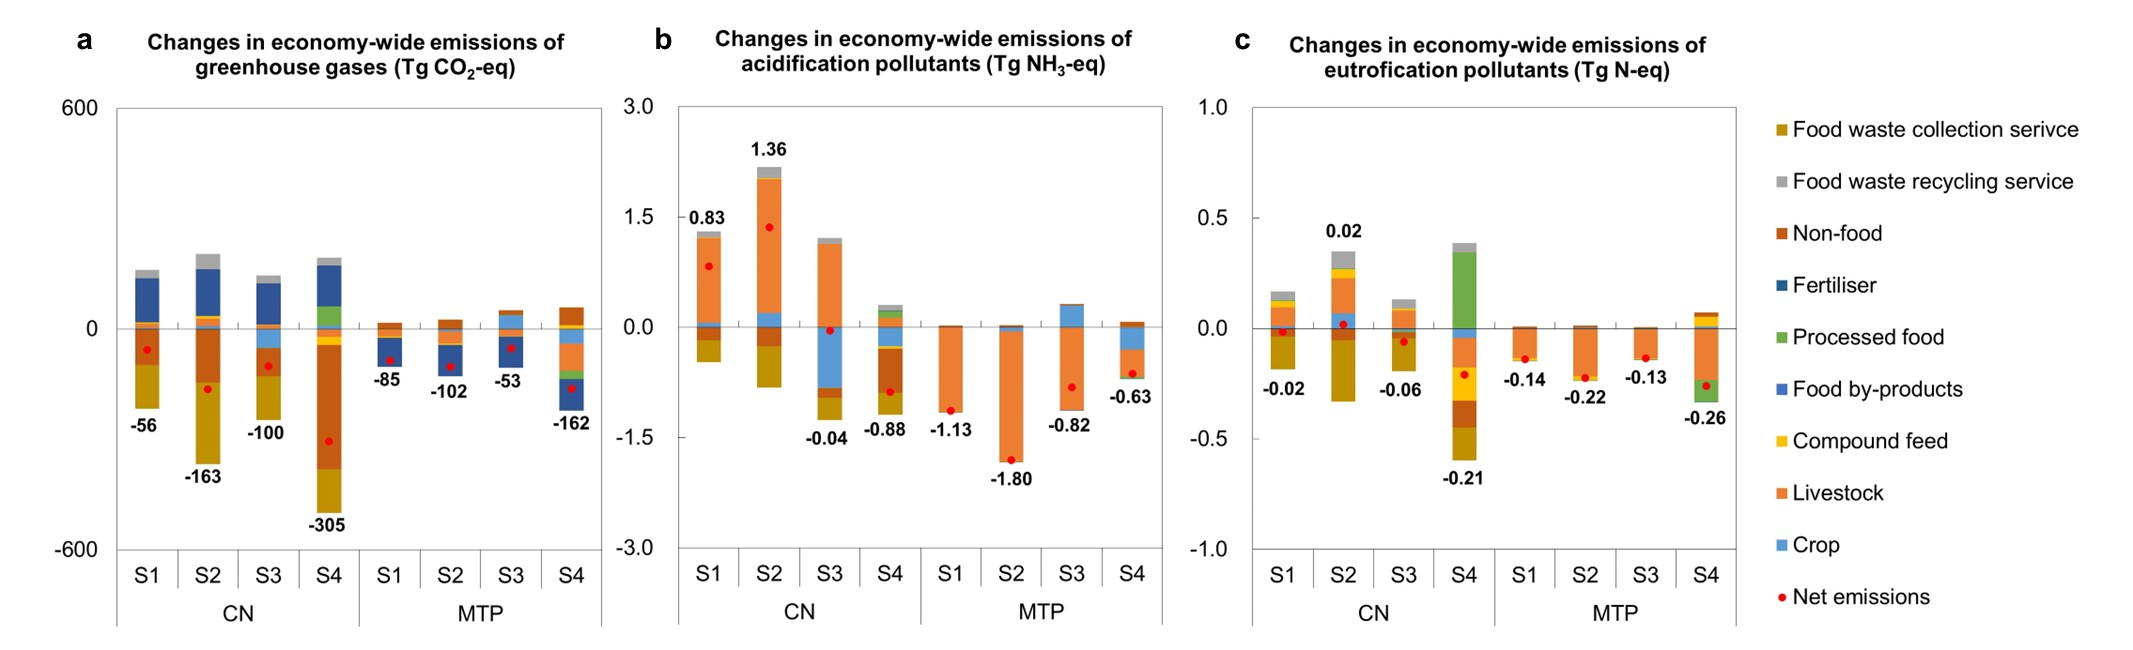 a
Changes in economy-wide emissions of
greenhouse gases (Tg CO₂-eq)
600
0
-600
-56
-163
-100
-305
-85
-102
-53
-162
S1 S2 S3 S4 S1 S2 S3 S4
CN MTP
b
Changes in economy-wide emissions of
acidification pollutants (Tg NH₃-eq)
3.0
1.5
0.0
-1.5
-3.0
0.83
1.36
-0.04
-0.88
-1.13
-1.80
-0.82
-0.63
S1 S2 S3 S4 S1 S2 S3 S4
CN MTP
c
Changes in economy-wide emissions of
eutrofication pollutants (Tg N-eq)
1.0
0.5
0.0
-0.5
-1.0
-0.02
0.02
-0.06
-0.21
-0.14
-0.22
-0.13
-0.26
S1 S2 S3 S4 S1 S2 S3 S4
CN MTP
Food waste collection serivce
Food waste recycling service
Non-food
Fertiliser
Processed food
Food by-products
Compound feed
Livestock
Crop
Net emissions